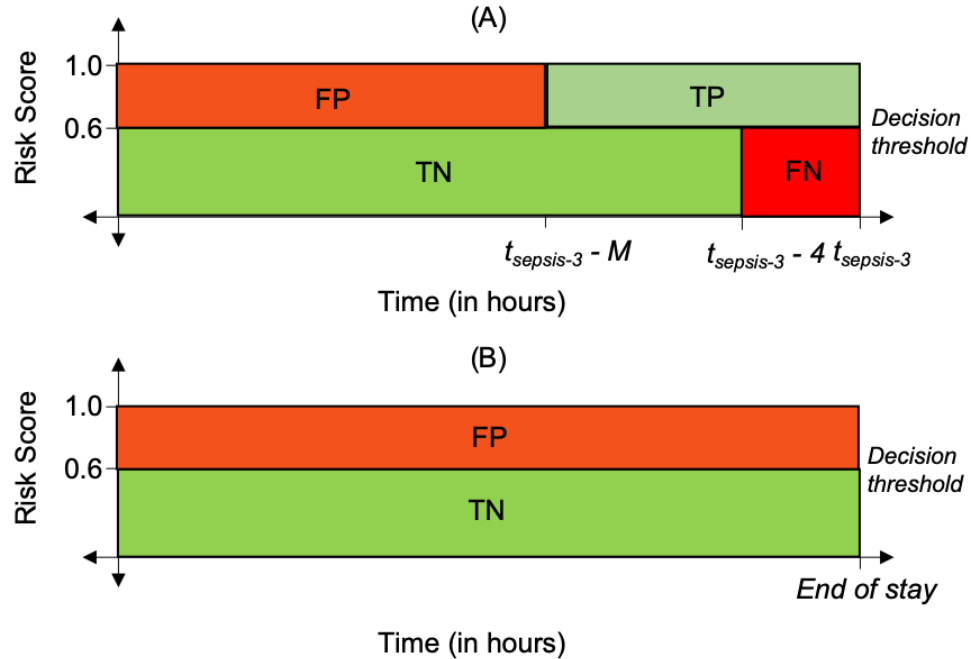 (A)
Risk Score
1.0
FP
TP
0.6
Decision
threshold
TN
FN
t_sepsis-3 - M
t_sepsis-3 - 4
t_sepsis-3
Time (in hours)
(B)
Risk Score
1.0
FP
0.6
Decision
threshold
TN
End of stay
Time (in hours)